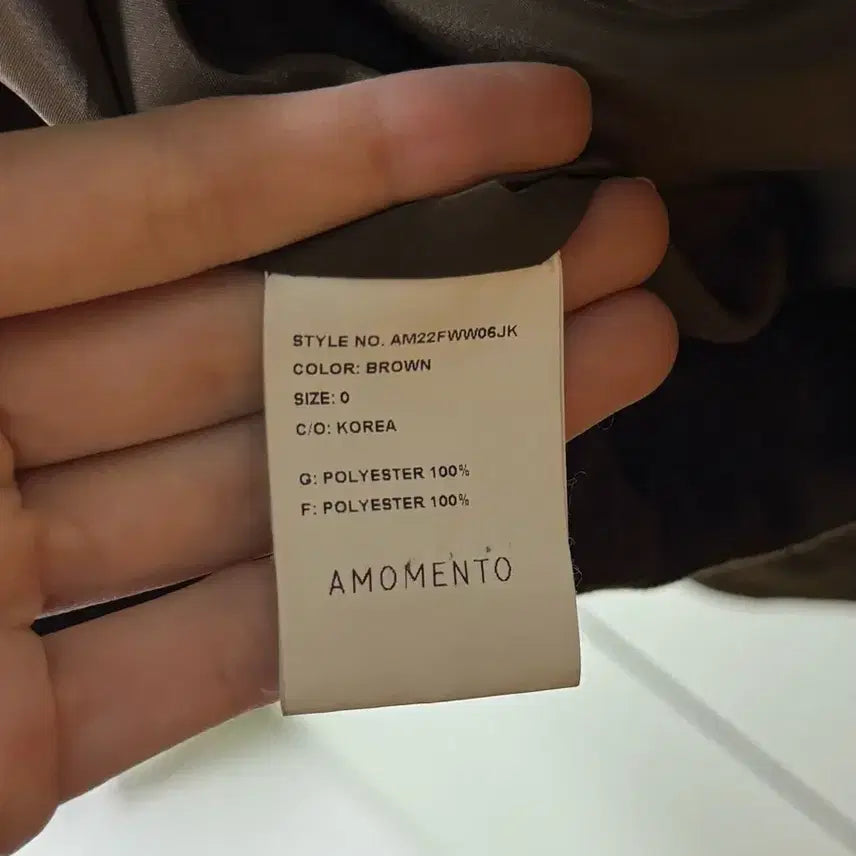 STYLE NO. AM22FWW06JK
COLOR: BROWN
SIZE: 0
C/O: KOREA
G: POLYESTER 100%
F: POLYESTER 100%
AMOMENTO